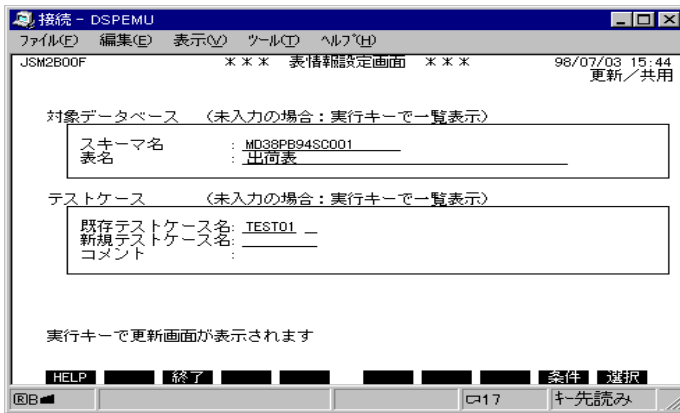 接続 - DSPEMU
ファイル(F) 編集(E) 表示(V) ツール(T) ヘルプ(H)
JSM2B00F ＊＊＊ 表情報設定画面 ＊＊＊ 98/07/03 15:44
更新／共用
対象データベース （未入力の場合：実行キーで一覧表示）
スキーマ名 : MD38PB94SC001
表名 : 出荷表
テストケース （未入力の場合：実行キーで一覧表示）
既存テストケース名: TEST01
新規テストケース名:
コメント :
実行キーで更新画面が表示されます
HELP 終了 条件 選択
RB 17 キー先読み